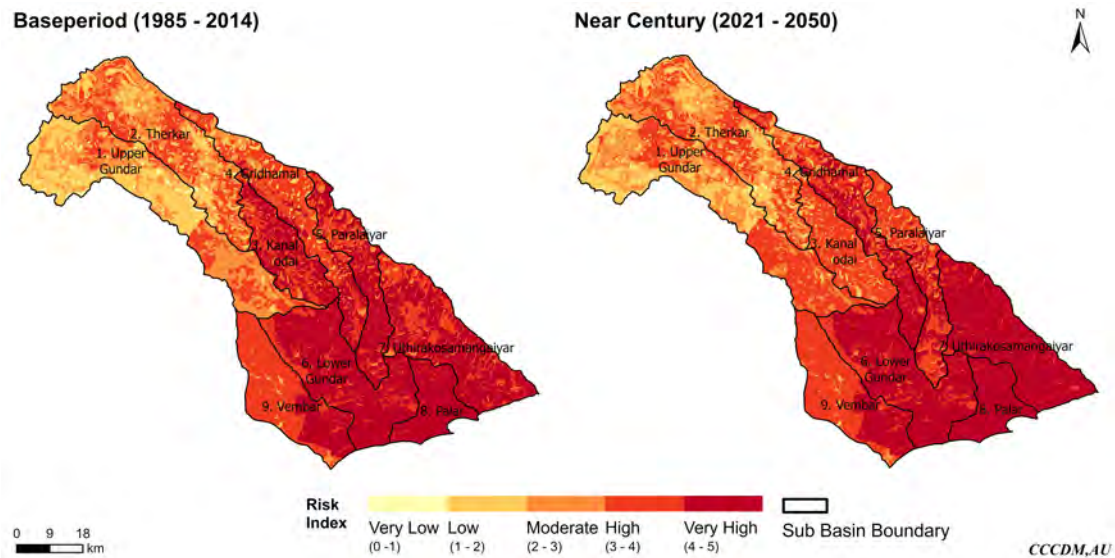 Baseperiod (1985 - 2014)
Near Century (2021 - 2050)
N
2. Therkar
1. Upper
Gundar
4. Gridhamal
5. Paralaiyar
3. Kanal
odai
7. Uthirakosamangaiyar
6. Lower
Gundar
9. Vembar
8. Palar
2. Therkar
1. Upper
Gundar
4. Gridhamal
5. Paralaiyar
3. Kanal
odai
7. Uthirakosamangaiyar
6. Lower
Gundar
9. Vembar
8. Palar
Risk
Index
Very Low Low Moderate High Very High
(0 -1) (1 - 2) (2 - 3) (3 - 4) (4 - 5)
Sub Basin Boundary
0 9 18
km
CCCDM,AU